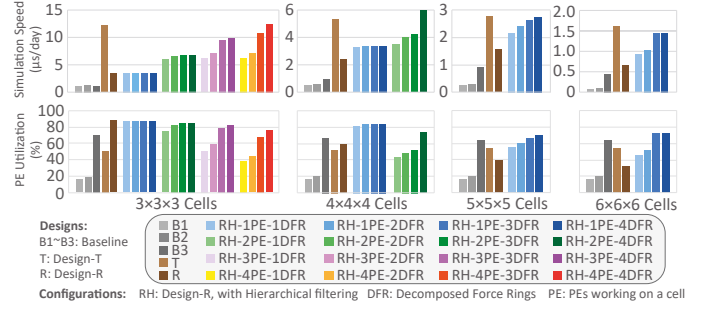 Simulation Speed
(μs/day)
15
10
5
0
6
4
2
0
3
2
1
0
2.0
1.5
1.0
0.5
0
PE Utilization
(%)
100
80
60
40
20
0
3×3×3 Cells
4×4×4 Cells
5×5×5 Cells
6×6×6 Cells
Designs:
B1~B3: Baseline
T: Design-T
R: Design-R
B1
B2
B3
T
R
RH-1PE-1DFR
RH-1PE-2DFR
RH-1PE-3DFR
RH-1PE-4DFR
RH-2PE-1DFR
RH-2PE-2DFR
RH-2PE-3DFR
RH-2PE-4DFR
RH-3PE-1DFR
RH-3PE-2DFR
RH-3PE-3DFR
RH-3PE-4DFR
RH-4PE-1DFR
RH-4PE-2DFR
RH-4PE-3DFR
RH-4PE-4DFR
Configurations: RH: Design-R, with Hierarchical filtering DFR: Decomposed Force Rings PE: PEs working on a cell